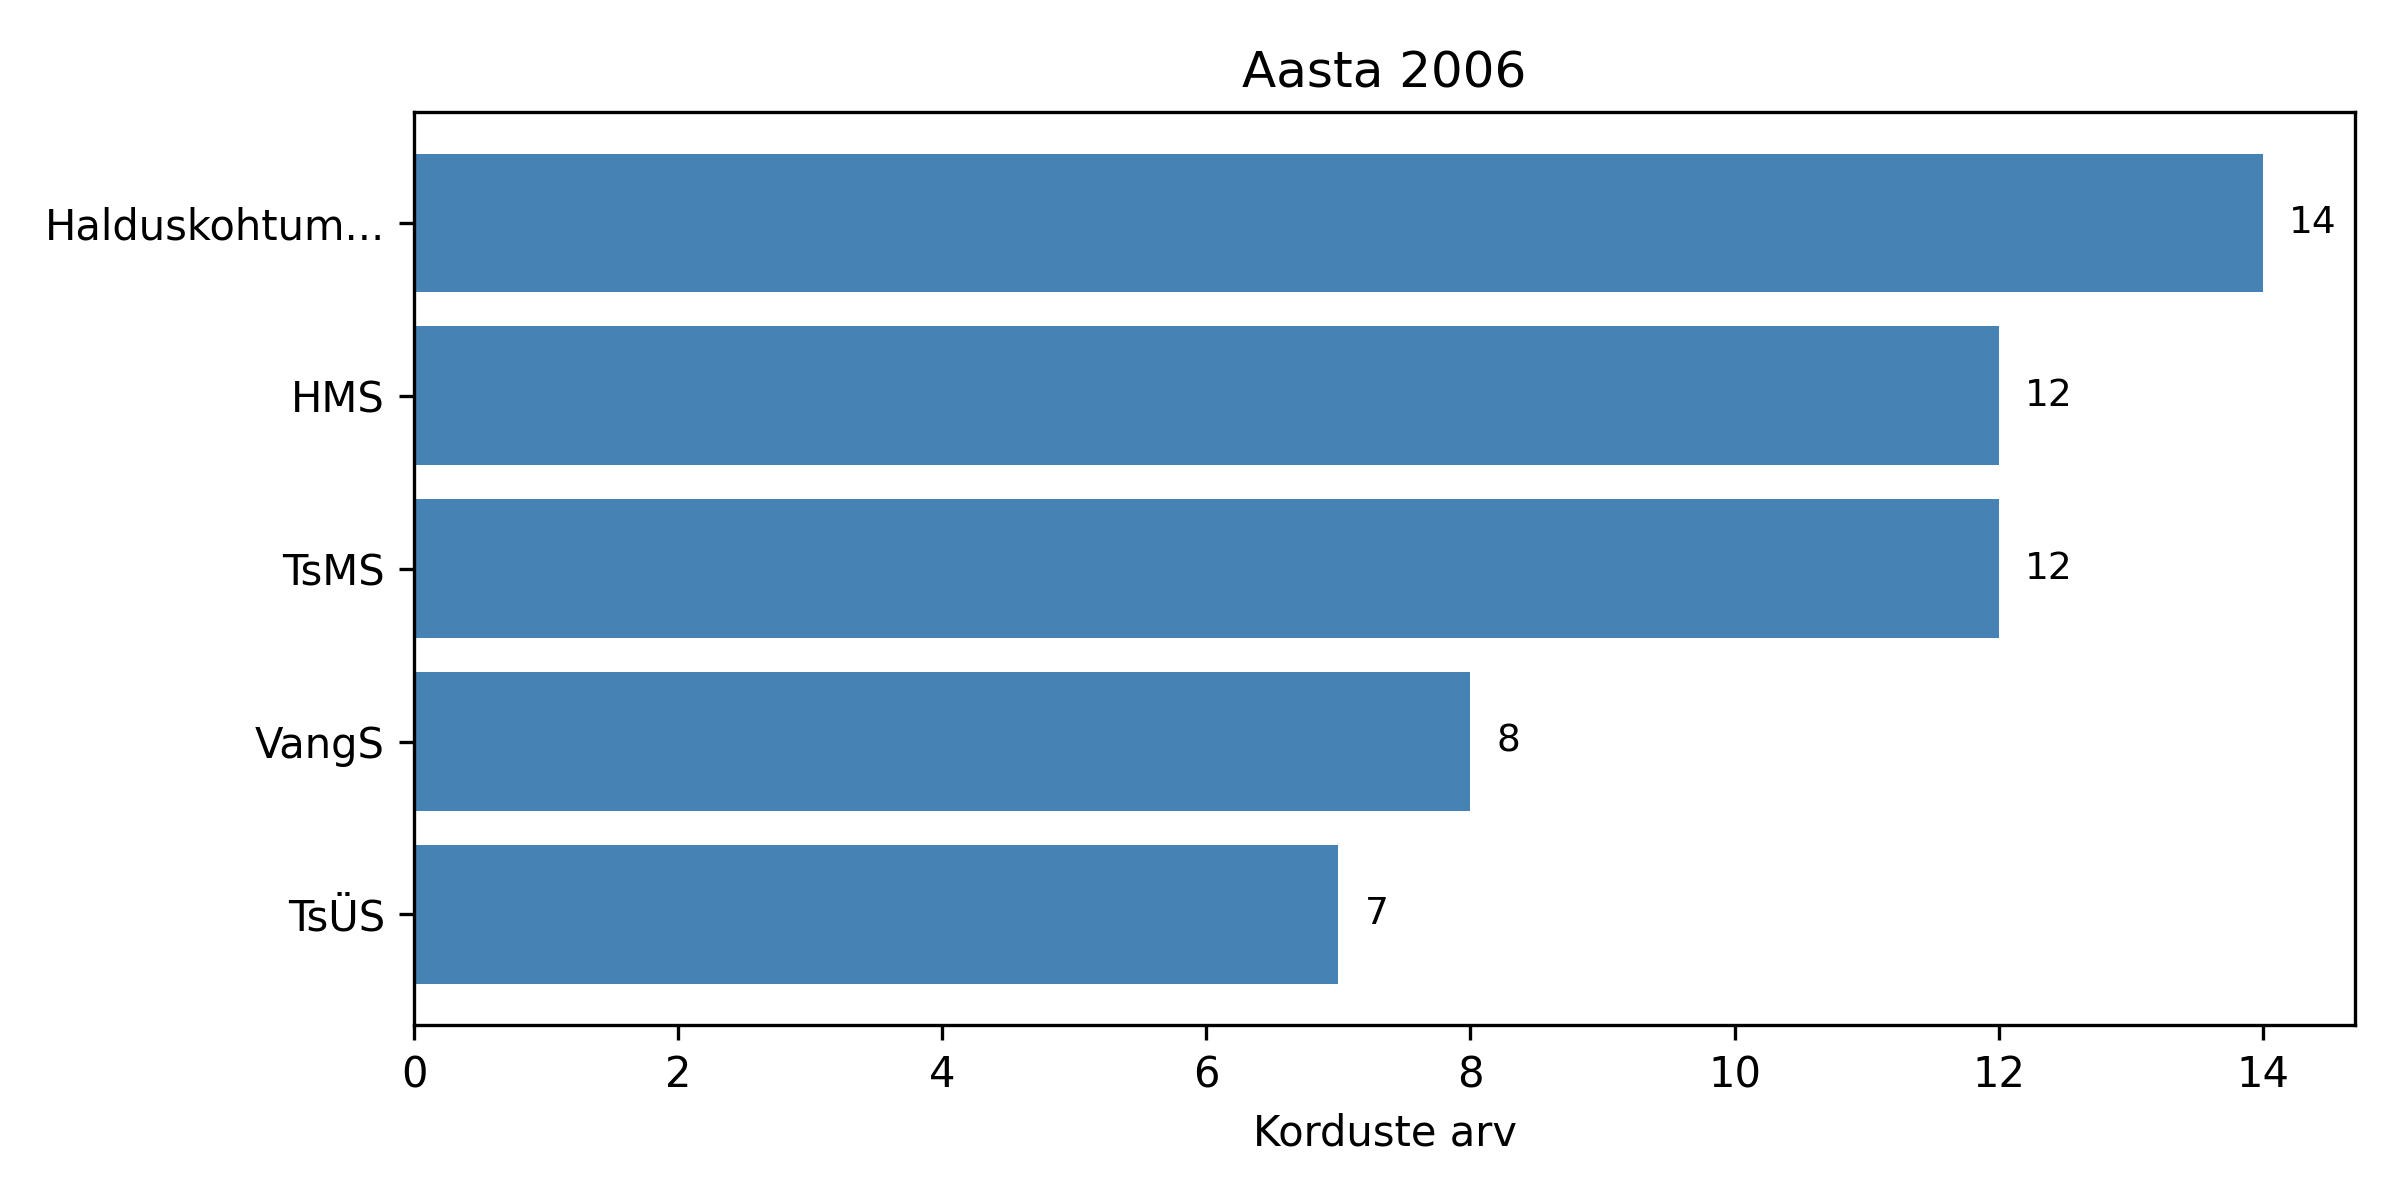 Aasta 2006
Halduskohtum...
14
HMS
12
TsMS
12
VangS
8
TsÜS
7
0 2 4 6 8 10 12 14
Korduste arv